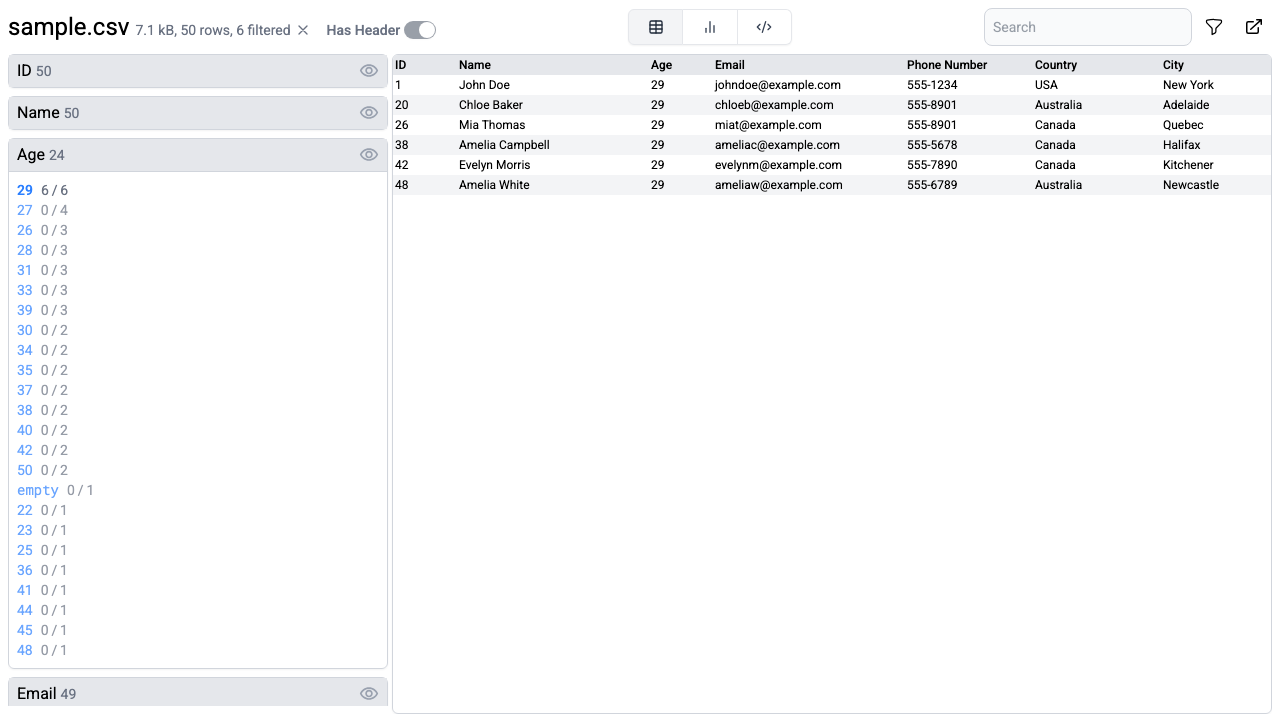 sample.csv 7.1 kB, 50 rows, 6 filtered Has Header
Search
ID 50
Name 50
Age 24
29 6/6
27 0/4
26 0/3
28 0/3
31 0/3
33 0/3
39 0/3
30 0/2
34 0/2
35 0/2
37 0/2
38 0/2
40 0/2
42 0/2
50 0/2
empty 0/1
22 0/1
23 0/1
25 0/1
36 0/1
41 0/1
44 0/1
45 0/1
48 0/1
Email 49
ID Name Age Email Phone Number Country City
1 John Doe 29 johndoe@example.com 555-1234 USA New York
20 Chloe Baker 29 chloeb@example.com 555-8901 Australia Adelaide
26 Mia Thomas 29 miat@example.com 555-8901 Canada Quebec
38 Amelia Campbell 29 ameliac@example.com 555-5678 Canada Halifax
42 Evelyn Morris 29 evelynm@example.com 555-7890 Canada Kitchener
48 Amelia White 29 ameliaw@example.com 555-6789 Australia Newcastle